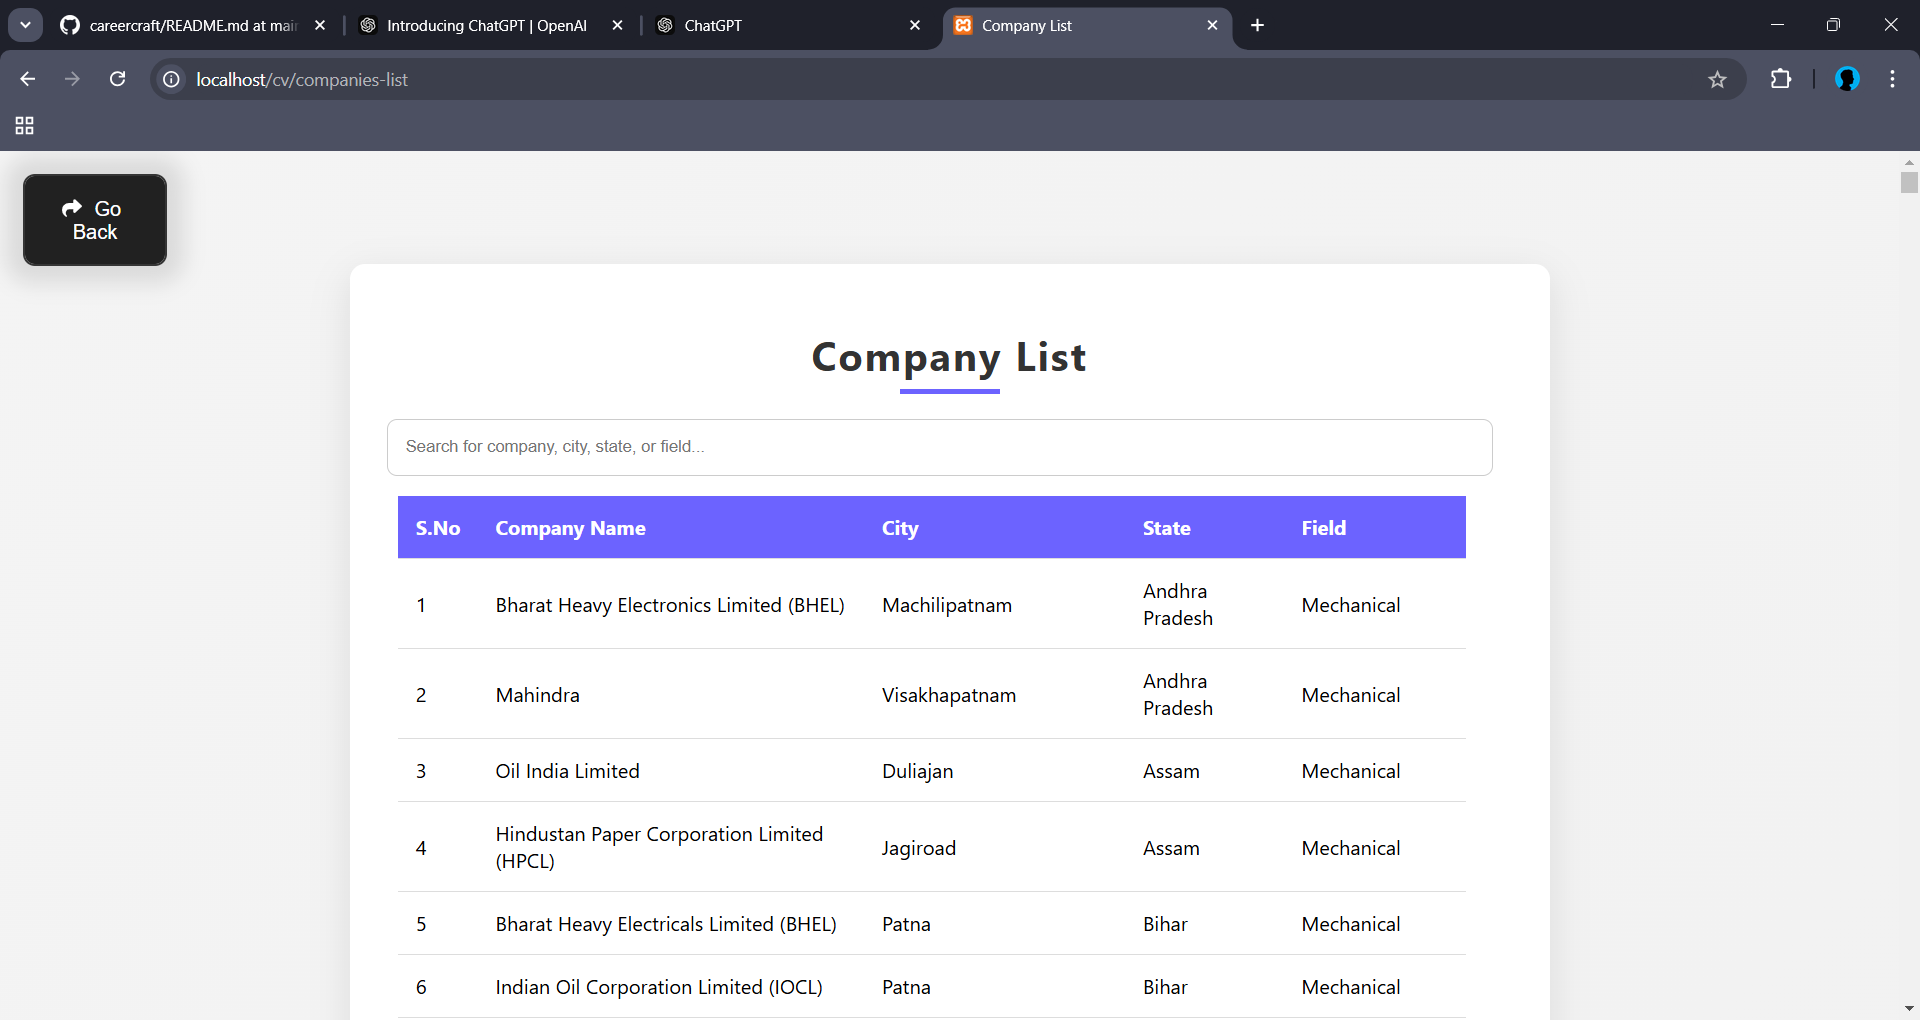 careercraft/README.md at main
Introducing ChatGPT | OpenAI
ChatGPT
Company List
localhost/cv/companies-list
Go
Back
Company List
Search for company, city, state, or field...
S.No Company Name City State Field
1 Bharat Heavy Electronics Limited (BHEL) Machilipatnam Andhra Pradesh Mechanical
2 Mahindra Visakhapatnam Andhra Pradesh Mechanical
3 Oil India Limited Duliajan Assam Mechanical
4 Hindustan Paper Corporation Limited (HPCL) Jagiroad Assam Mechanical
5 Bharat Heavy Electricals Limited (BHEL) Patna Bihar Mechanical
6 Indian Oil Corporation Limited (IOCL) Patna Bihar Mechanical